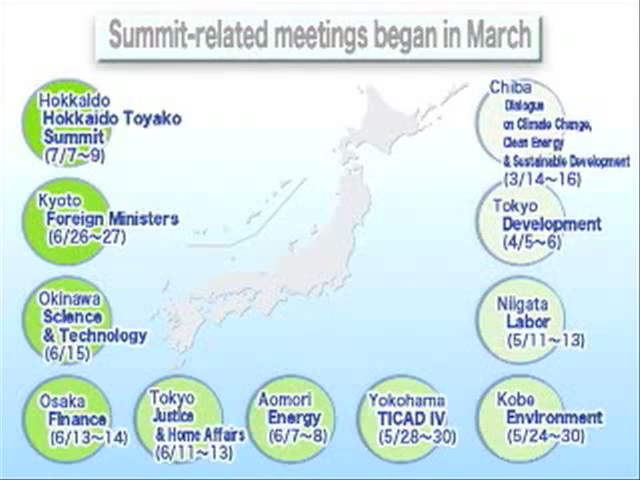 Summit-related meetings began in March
Hokkaido
Hokkaido Toyako
Summit
(7/7~9)
Kyoto
Foreign Ministers
(6/26~27)
Okinawa
Science
& Technology
(6/15)
Osaka
Finance
(6/13~14)
Tokyo
Justice
& Home Affairs
(6/11~13)
Aomori
Energy
(6/7~8)
Yokohama
TICAD IV
(5/28~30)
Kobe
Environment
(5/24~30)
Niigata
Labor
(5/11~13)
Tokyo
Development
(4/5~6)
Chiba
Dialogue
on Climate Change,
Clean Energy
& Sustainable Development
(3/14~16)